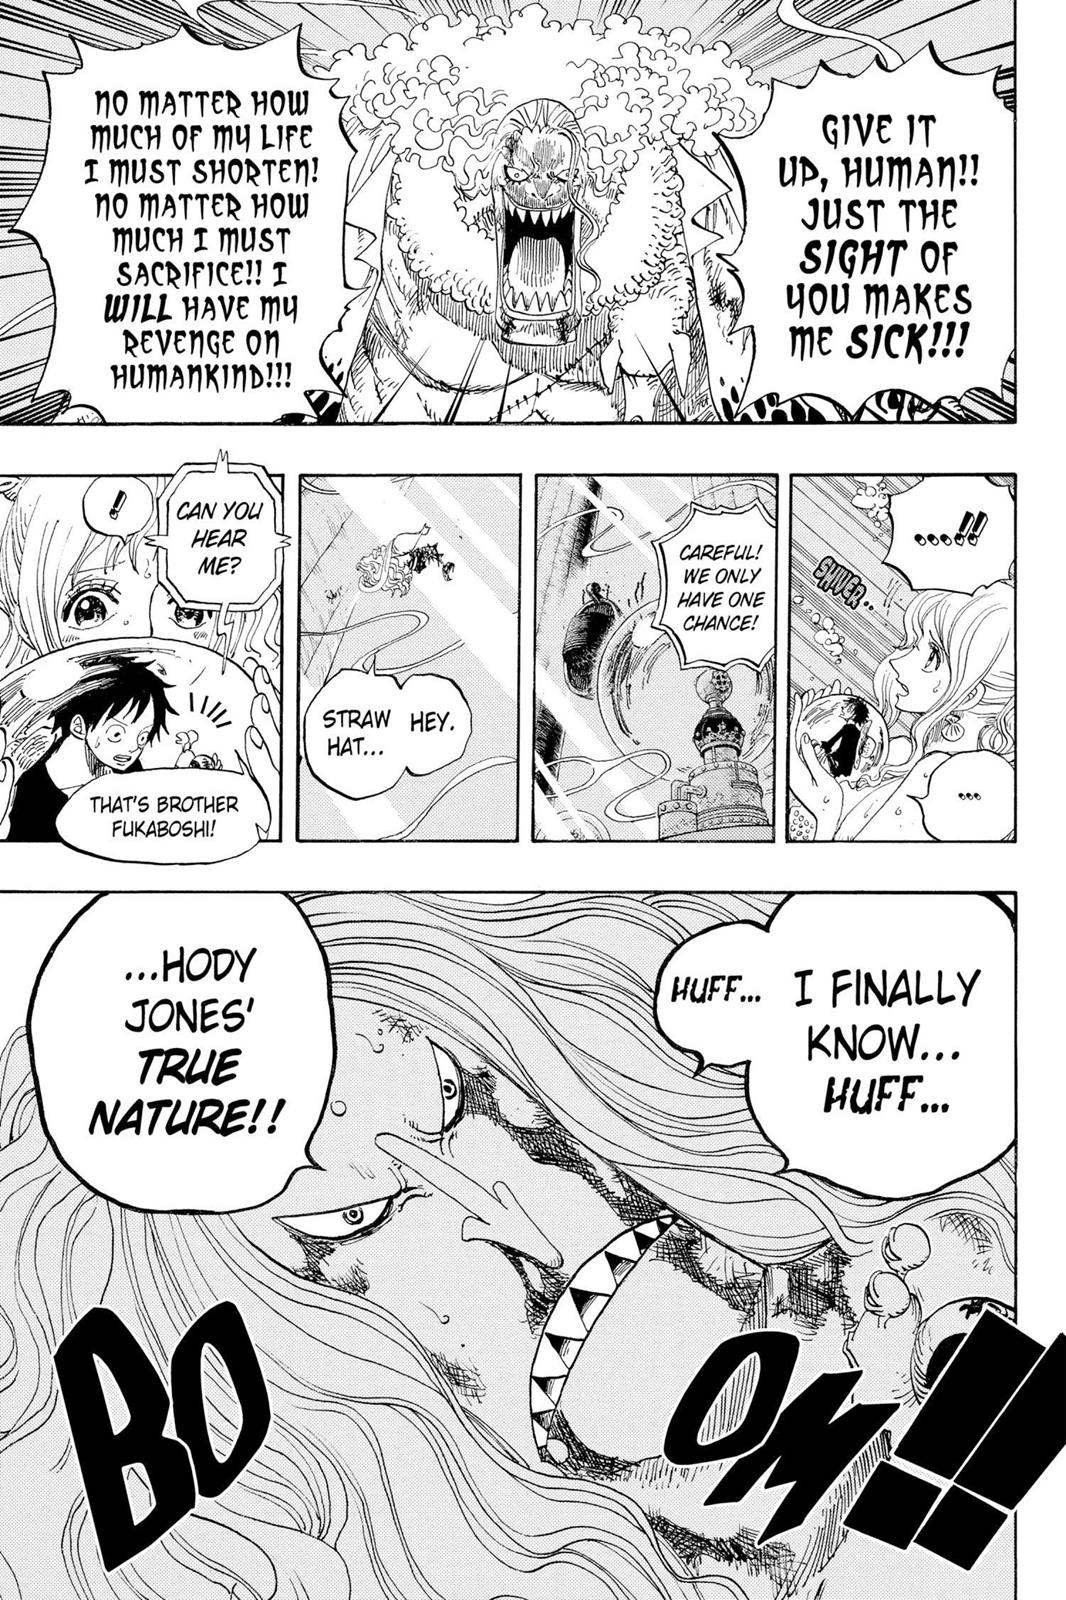 GIVE IT
UP, HUMAN!!
JUST THE
SIGHT OF
YOU MAKES
ME SICK!!!
NO MATTER HOW
MUCH OF MY LIFE
I MUST SHORTEN!
NO MATTER HOW
MUCH I MUST
SACRIFICE!! I
WILL HAVE MY
REVENGE ON
HUMANKIND!!!
...!!
SHIVER..
...
CAREFUL!
WE ONLY
HAVE ONE
CHANCE!
HEY.
STRAW
HAT...
CAN YOU
HEAR
ME?
!
THAT'S BROTHER
FUKABOSHI!
I FINALLY
KNOW...
HUFF...
HUFF...
...HODY
JONES'
TRUE
NATURE!!
BOOM!!